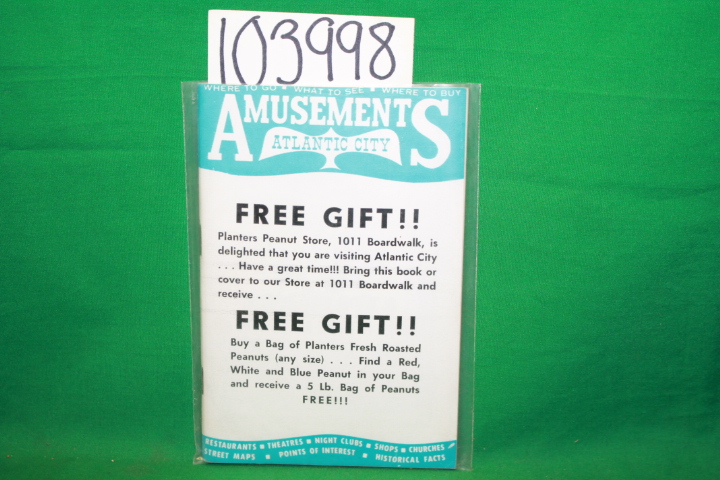 103998
WHERE TO GO ▪ WHAT TO SEE ▪ WHERE TO BUY
AMUSEMENTS
ATLANTIC CITY
FREE GIFT!!
Planters Peanut Store, 1011 Boardwalk, is
delighted that you are visiting Atlantic City
. . . Have a great time!!! Bring this book or
cover to our Store at 1011 Boardwalk and
receive . . .
FREE GIFT!!
Buy a Bag of Planters Fresh Roasted
Peanuts (any size) . . . Find a Red,
White and Blue Peanut in your Bag
and receive a 5 Lb. Bag of Peanuts
FREE!!!
RESTAURANTS ▪ THEATRES ▪ NIGHT CLUBS ▪ SHOPS ▪ CHURCHES
STREET MAPS ▪ POINTS OF INTEREST ▪ HISTORICAL FACTS